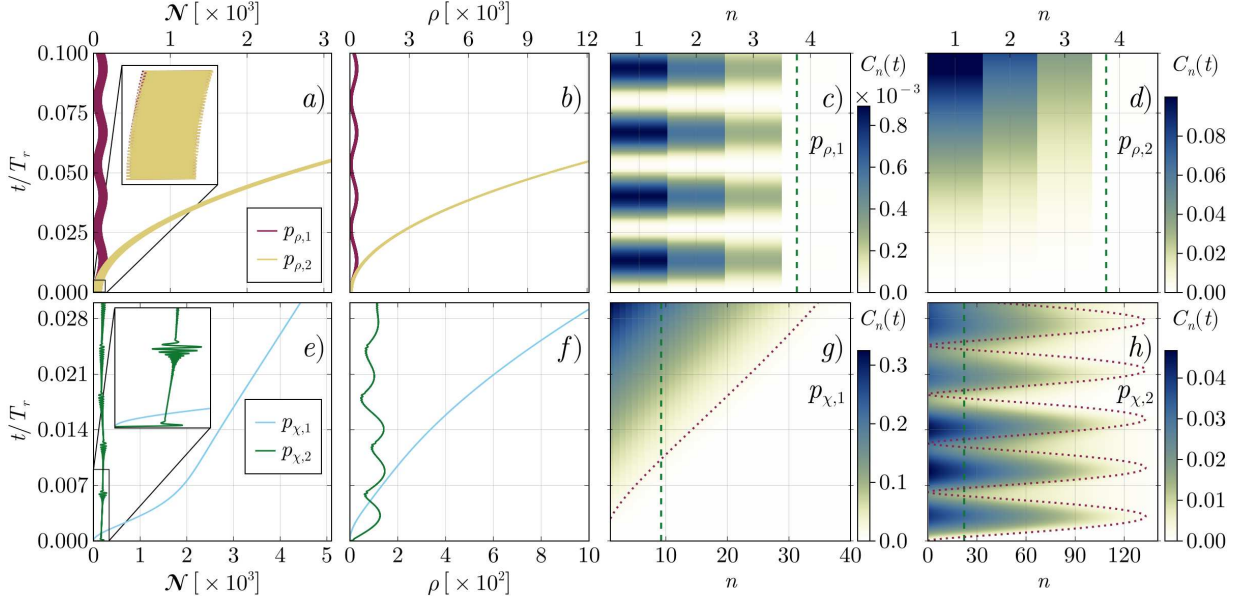 𝓝 [ × 10³]
ρ [ × 10³]
n
n
0 1 2 3
0 3 6 9 12
1 2 3 4
1 2 3 4
t/T_r
0.100
0.075
0.050
0.025
0.000
a)
p_ρ,1
p_ρ,2
b)
c)
p_ρ,1
C_n(t)
× 10⁻³
0.8
0.6
0.4
0.2
0.0
d)
p_ρ,2
C_n(t)
0.08
0.06
0.04
0.02
0.00
t/T_r
0.028
0.021
0.014
0.007
0.000
e)
p_χ,1
p_χ,2
f)
g)
p_χ,1
C_n(t)
0.3
0.2
0.1
0.0
h)
p_χ,2
C_n(t)
0.04
0.03
0.02
0.01
0.00
0 1 2 3 4 5
0 2 4 6 8 10
10 20 30 40
0 30 60 90 120
𝓝 [ × 10³]
ρ [ × 10²]
n
n